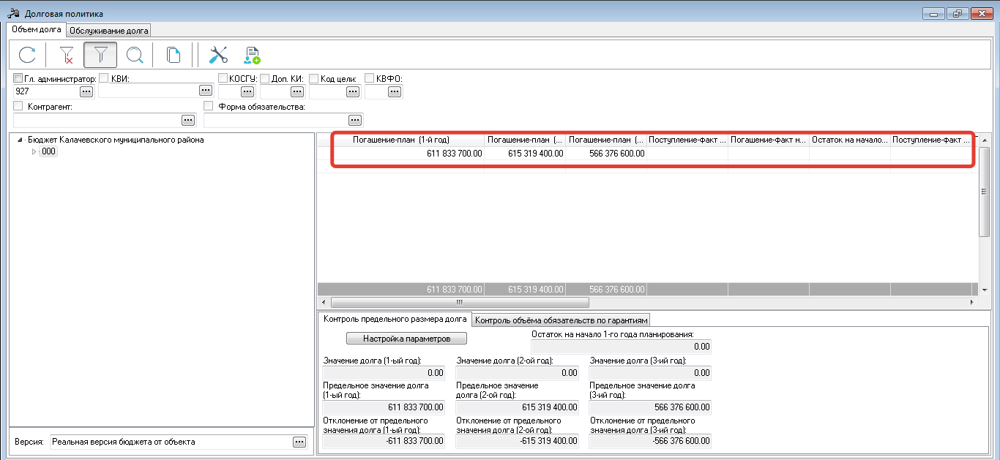 Долговая политика
Объем долга Обслуживание долга
Гл. администратор: КВИ: КОСГУ: Доп. КИ: Код цели: КВФО:
927
Контрагент: Форма обязательства:
Бюджет Калачевского муниципального района
000
Погашение-план (1-й год) Погашение-план (... Погашение-план (... Поступление-факт ... Погашение-Факт н... Остаток на начало... Поступление-Факт ...
611 833 700.00 615 319 400.00 566 376 600.00
611 833 700.00 615 319 400.00 566 376 600.00
Контроль предельного размера долга Контроль объёма обязательств по гарантиям
Настройка параметров
Остаток на начало 1-го года планирования:
0.00
Значение долга (1-ый год): Значение долга (2-ой год): Значение долга (3-ий год):
0.00 0.00 0.00
Предельное значение долга (1-ый год): Предельное значение долга (2-ой год): Предельное значение долга (3-ий год):
611 833 700.00 615 319 400.00 566 376 600.00
Отклонение от предельного значения долга (1-ый год): Отклонение от предельного значения долга (2-ой год): Отклонение от предельного значения долга (3-ий год):
-611 833 700.00 -615 319 400.00 -566 376 600.00
Версия: Реальная версия бюджета от объекта